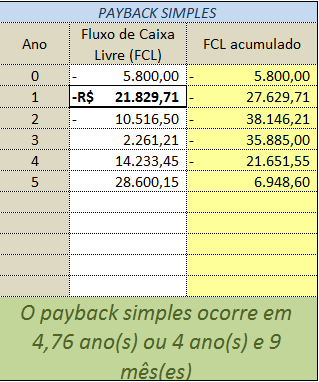 PAYBACK SIMPLES
Ano Fluxo de Caixa Livre (FCL) FCL acumulado
0 - 5.800,00 - 5.800,00
1 -R$ 21.829,71 - 27.629,71
2 - 10.516,50 - 38.146,21
3 2.261,21 - 35.885,00
4 14.233,45 - 21.651,55
5 28.600,15 6.948,60
O payback simples ocorre em
4,76 ano(s) ou 4 ano(s) e 9
mês(es)